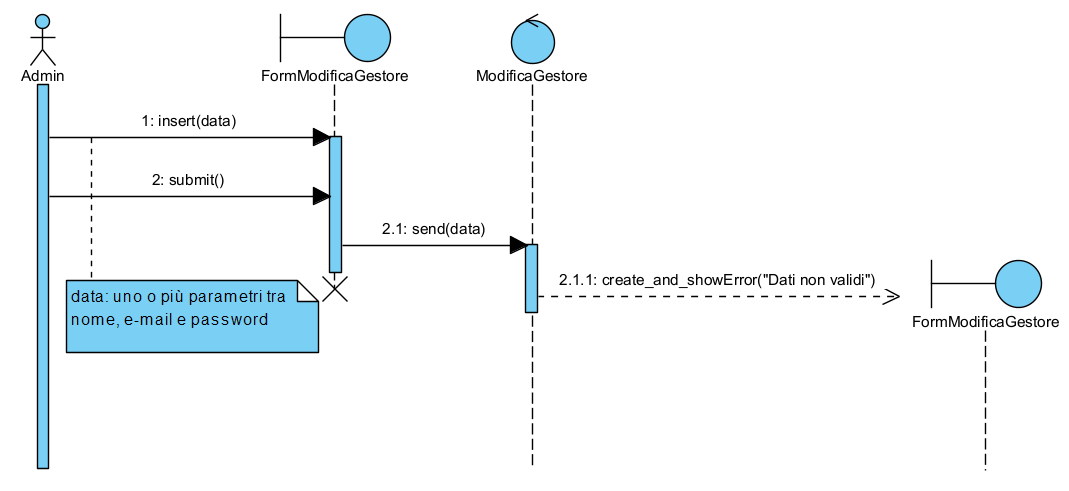 Admin
FormModificaGestore
ModificaGestore
1: insert(data)
2: submit()
2.1: send(data)
2.1.1: create_and_showError("Dati non validi")
data: uno o più parametri tra
nome, e-mail e password
FormModificaGestore